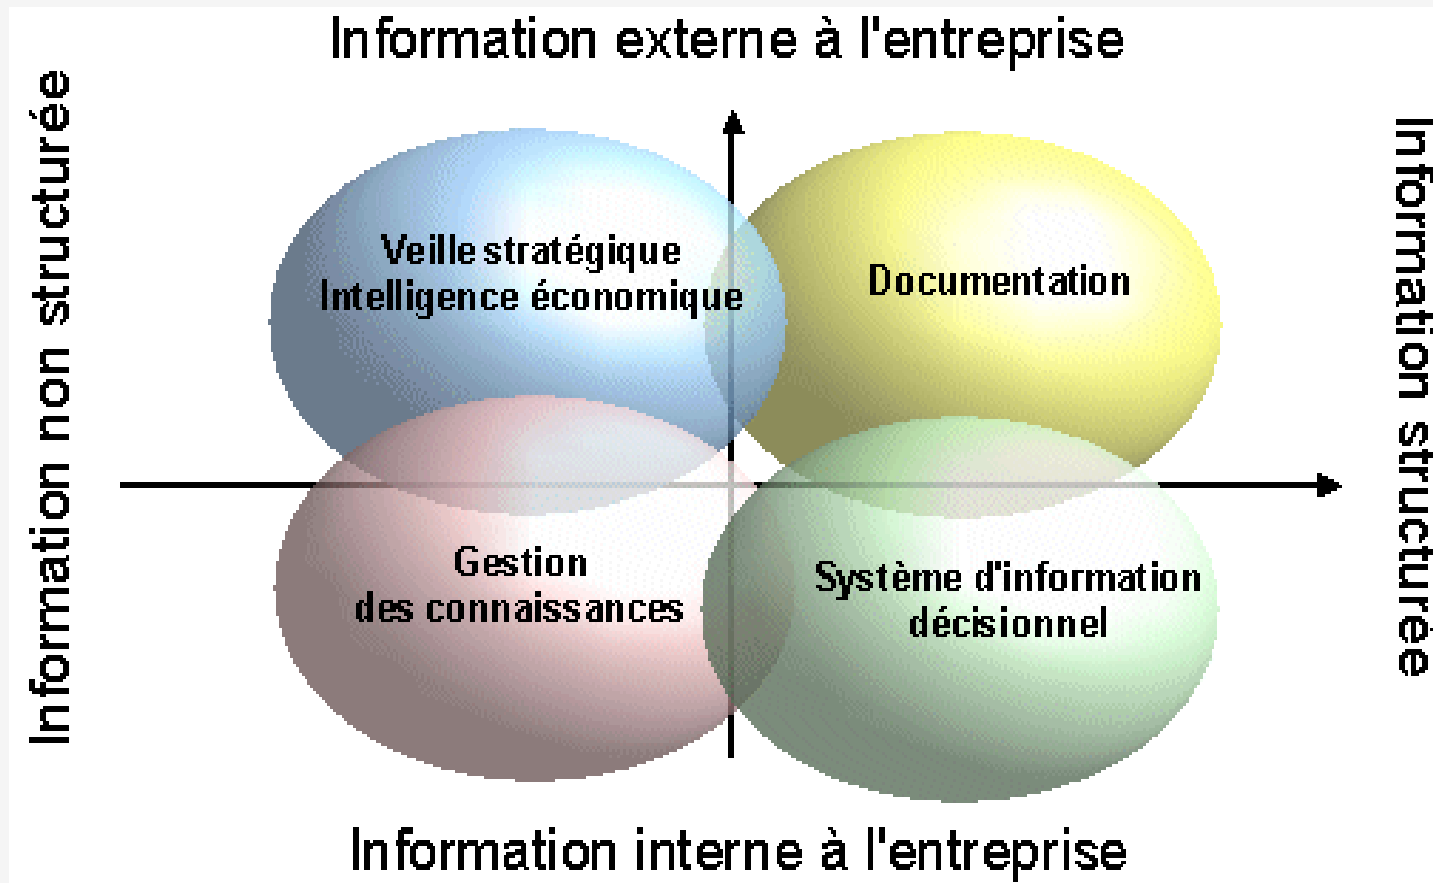 Information externe à l'entreprise
Information non structurée
Information structurée
Veille stratégique
Intelligence économique
Documentation
Gestion
des connaissances
Système d'information
décisionnel
Information interne à l'entreprise